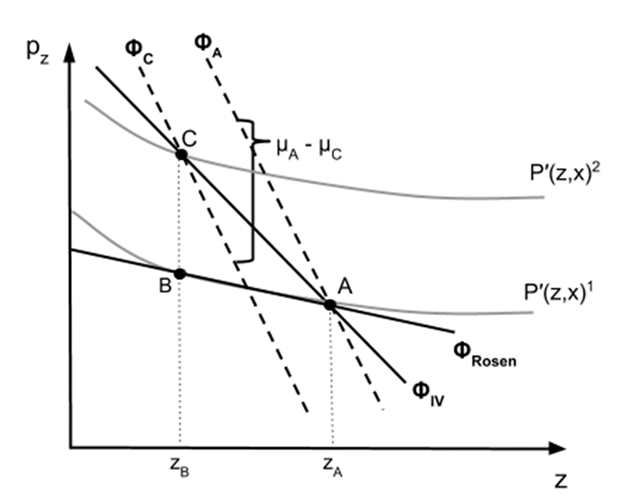 p_z
Φ_C
Φ_A
C
μ_A - μ_C
P'(z,x)²
B
A
P'(z,x)¹
Φ_Rosen
Φ_IV
z_B
z_A
z